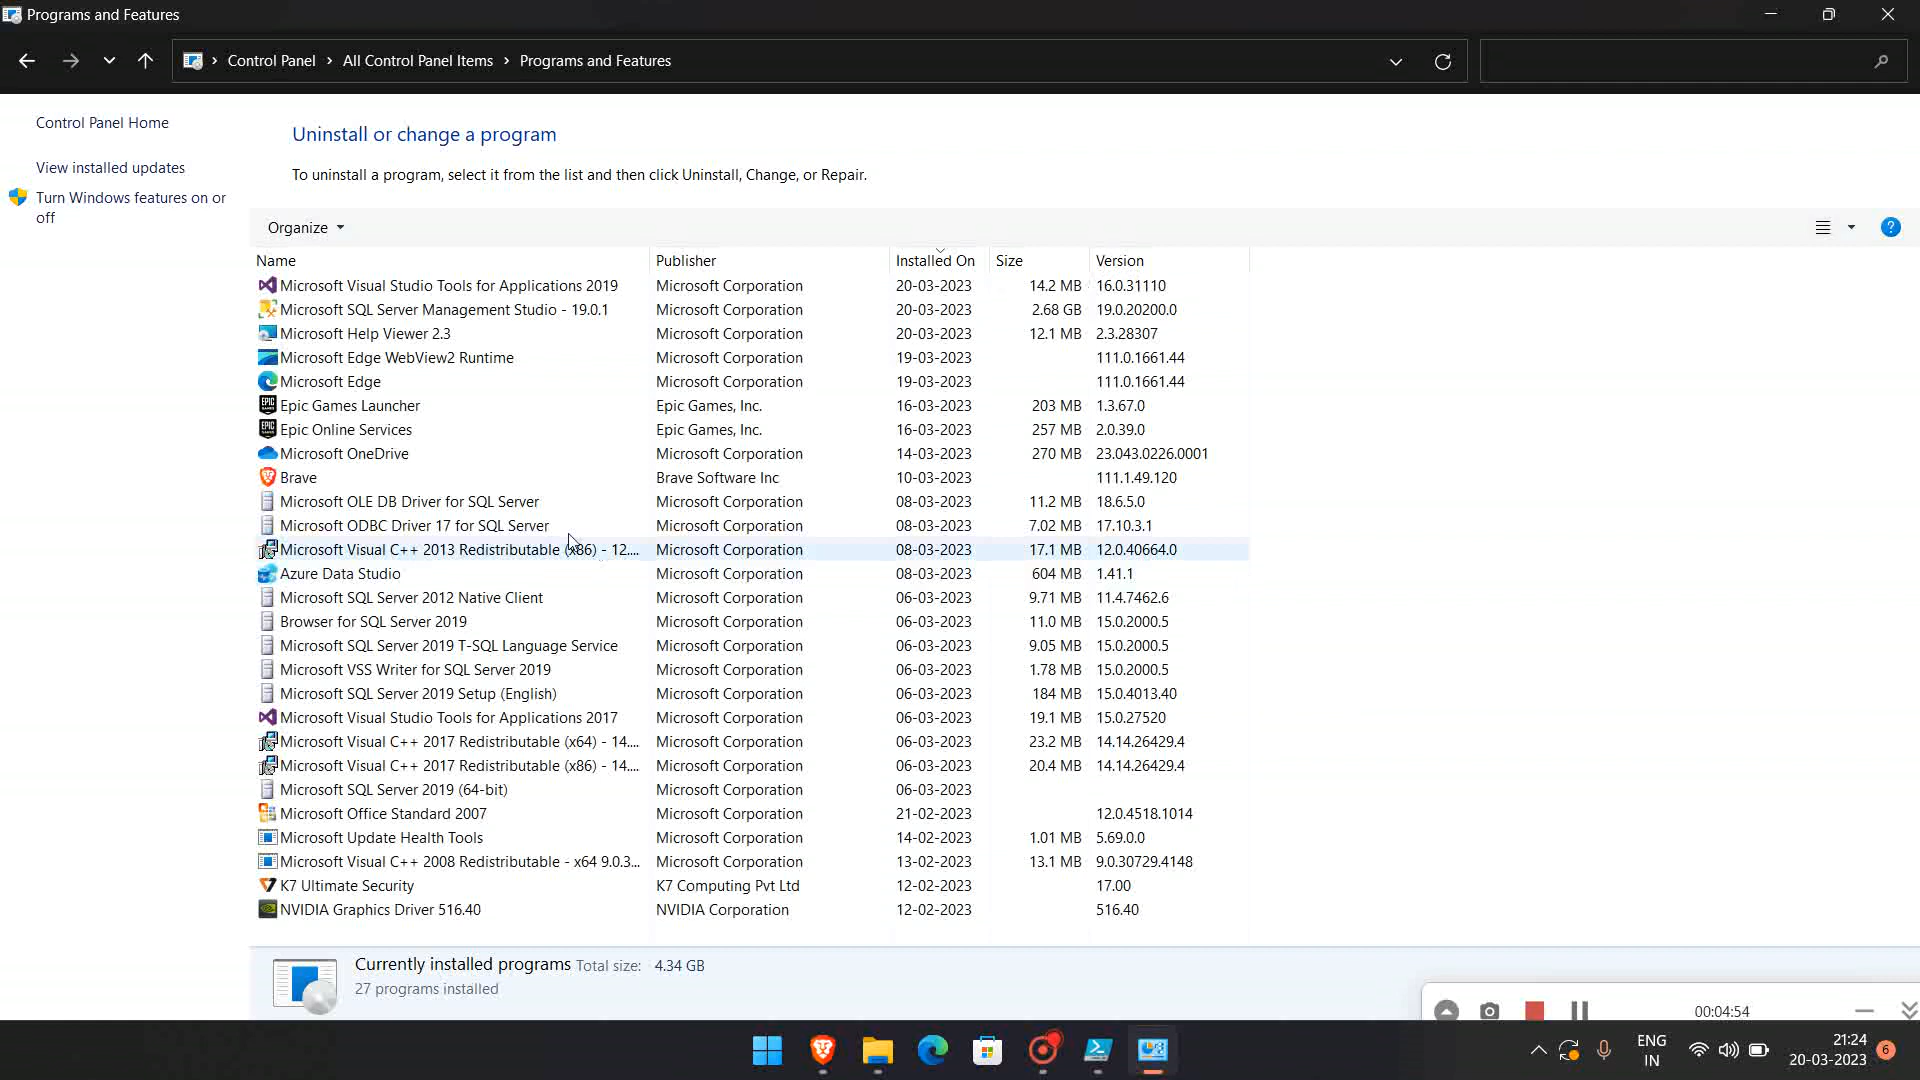 Programs and Features
Control Panel › All Control Panel Items › Programs and Features
Control Panel Home
View installed updates
Turn Windows features on or
off
Uninstall or change a program
To uninstall a program, select it from the list and then click Uninstall, Change, or Repair.
Organize
Name Publisher Installed On Size Version
Microsoft Visual Studio Tools for Applications 2019 Microsoft Corporation 20-03-2023 14.2 MB 16.0.31110
Microsoft SQL Server Management Studio - 19.0.1 Microsoft Corporation 20-03-2023 2.68 GB 19.0.20200.0
Microsoft Help Viewer 2.3 Microsoft Corporation 20-03-2023 12.1 MB 2.3.28307
Microsoft Edge WebView2 Runtime Microsoft Corporation 19-03-2023 111.0.1661.44
Microsoft Edge Microsoft Corporation 19-03-2023 111.0.1661.44
Epic Games Launcher Epic Games, Inc. 16-03-2023 203 MB 1.3.67.0
Epic Online Services Epic Games, Inc. 16-03-2023 257 MB 2.0.39.0
Microsoft OneDrive Microsoft Corporation 14-03-2023 270 MB 23.043.0226.0001
Brave Brave Software Inc 10-03-2023 111.1.49.120
Microsoft OLE DB Driver for SQL Server Microsoft Corporation 08-03-2023 11.2 MB 18.6.5.0
Microsoft ODBC Driver 17 for SQL Server Microsoft Corporation 08-03-2023 7.02 MB 17.10.3.1
Microsoft Visual C++ 2013 Redistributable (x86) - 12.... Microsoft Corporation 08-03-2023 17.1 MB 12.0.40664.0
Azure Data Studio Microsoft Corporation 08-03-2023 604 MB 1.41.1
Microsoft SQL Server 2012 Native Client Microsoft Corporation 06-03-2023 9.71 MB 11.4.7462.6
Browser for SQL Server 2019 Microsoft Corporation 06-03-2023 11.0 MB 15.0.2000.5
Microsoft SQL Server 2019 T-SQL Language Service Microsoft Corporation 06-03-2023 9.05 MB 15.0.2000.5
Microsoft VSS Writer for SQL Server 2019 Microsoft Corporation 06-03-2023 1.78 MB 15.0.2000.5
Microsoft SQL Server 2019 Setup (English) Microsoft Corporation 06-03-2023 184 MB 15.0.4013.40
Microsoft Visual Studio Tools for Applications 2017 Microsoft Corporation 06-03-2023 19.1 MB 15.0.27520
Microsoft Visual C++ 2017 Redistributable (x64) - 14.... Microsoft Corporation 06-03-2023 23.2 MB 14.14.26429.4
Microsoft Visual C++ 2017 Redistributable (x86) - 14.... Microsoft Corporation 06-03-2023 20.4 MB 14.14.26429.4
Microsoft SQL Server 2019 (64-bit) Microsoft Corporation 06-03-2023
Microsoft Office Standard 2007 Microsoft Corporation 21-02-2023 12.0.4518.1014
Microsoft Update Health Tools Microsoft Corporation 14-02-2023 1.01 MB 5.69.0.0
Microsoft Visual C++ 2008 Redistributable - x64 9.0.3... Microsoft Corporation 13-02-2023 13.1 MB 9.0.30729.4148
K7 Ultimate Security K7 Computing Pvt Ltd 12-02-2023 17.00
NVIDIA Graphics Driver 516.40 NVIDIA Corporation 12-02-2023 516.40
Currently installed programs Total size: 4.34 GB
27 programs installed
00:04:54
ENG 21:24
IN 20-03-2023 6